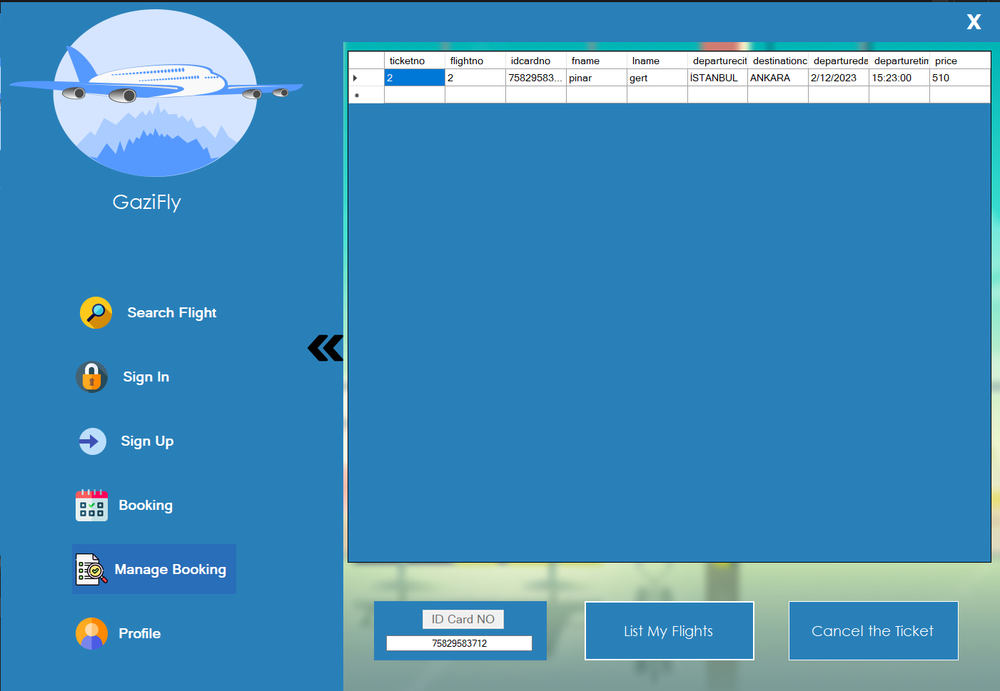 X
ticketno flightno idcardno fname lname departurecit destinationc departureda departuretim price
2 2 75829583... pinar gert İSTANBUL ANKARA 2/12/2023 15:23:00 510
GaziFly
Search Flight
Sign In
Sign Up
Booking
Manage Booking
Profile
ID Card NO
75829583712
List My Flights
Cancel the Ticket